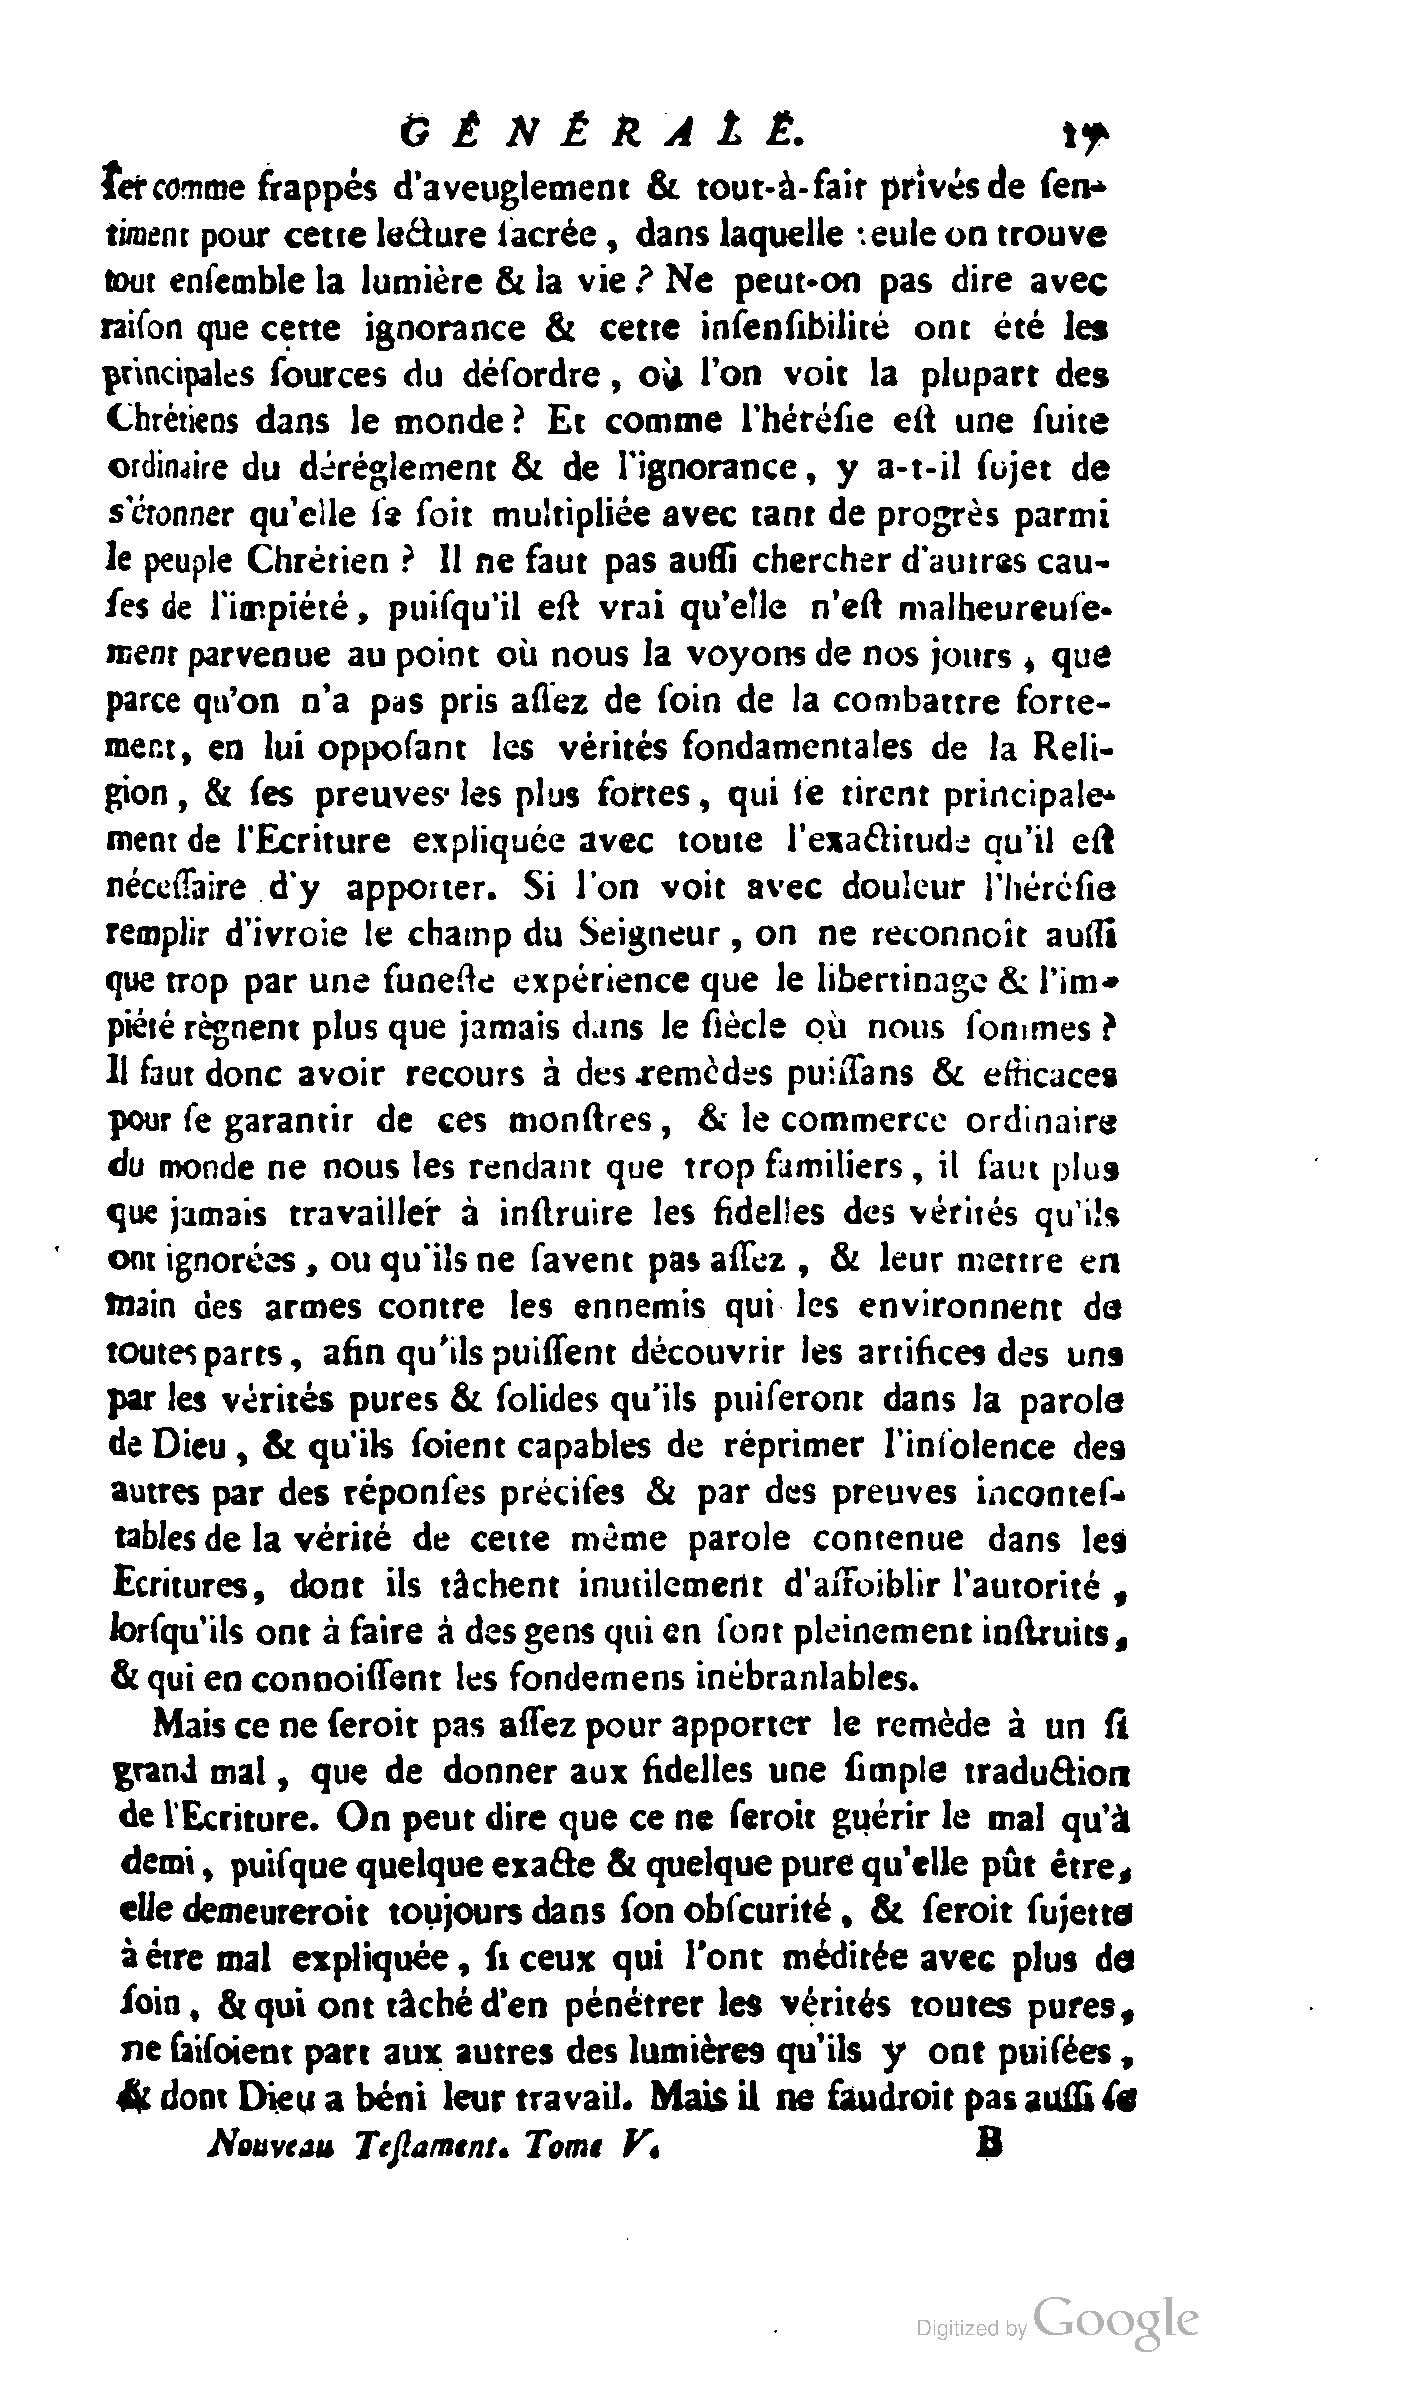 GÉNÉRALE. 17
ſer comme frappés d'aveuglement & tout-à-fait privés de ſen-
timent pour cette lecture ſacrée, dans laquelle ſeule on trouve
tout enſemble la lumière & la vie ? Ne peut-on pas dire avec
raiſon que cette ignorance & cette inſenſibilité ont été les
principales ſources du déſordre, où l'on voit la plupart des
Chrétiens dans le monde ? Et comme l'héréſie eſt une ſuite
ordinaire du déréglement & de l'ignorance, y a-t-il ſujet de
s'étonner qu'elle ſe ſoit multipliée avec tant de progrès parmi
le peuple Chrétien ? Il ne faut pas auſſi chercher d'autres cau-
ſes de l'impiété, puiſqu'il eſt vrai qu'elle n'eſt malheureuſe-
ment parvenue au point où nous la voyons de nos jours, que
parce qu'on n'a pas pris aſſez de ſoin de la combattre forte-
ment, en lui oppoſant les vérités fondamentales de la Reli-
gion, & ſes preuves les plus fortes, qui ſe tirent principale-
ment de l'Ecriture expliquée avec toute l'exactitude qu'il eſt
néceſſaire d'y apporter. Si l'on voit avec douleur l'héréſie
remplir d'ivroie le champ du Seigneur, on ne reconnoît auſſi
que trop par une funeſte expérience que le libertinage & l'im-
piété règnent plus que jamais dans le ſiècle où nous ſommes ?
Il faut donc avoir recours à des remèdes puiſſans & efficaces
pour ſe garantir de ces monſtres, & le commerce ordinaire
du monde ne nous les rendant que trop familiers, il faut plus
que jamais travailler à inſtruire les fidelles des vérités qu'ils
ont ignorées, ou qu'ils ne ſavent pas aſſez, & leur mettre en
main des armes contre les ennemis qui les environnent de
toutes parts, afin qu'ils puiſſent découvrir les artifices des uns
par les vérités pures & ſolides qu'ils puiſeront dans la parole
de Dieu, & qu'ils ſoient capables de réprimer l'inſolence des
autres par des réponſes préciſes & par des preuves inconteſ-
tables de la vérité de cette même parole contenue dans les
Ecritures, dont ils tâchent inutilement d'aſſoiblir l'autorité,
lorſqu'ils ont à faire à des gens qui en ſont pleinement inſtruits,
& qui en connoiſſent les fondemens inébranlables.
Mais ce ne ſeroit pas aſſez pour apporter le remède à un ſi
grand mal, que de donner aux fidelles une ſimple traduction
de l'Ecriture. On peut dire que ce ne ſeroit guérir le mal qu'à
demi, puiſque quelque exacte & quelque pure qu'elle pût être,
elle demeureroit toujours dans ſon obſcurité, & ſeroit ſujette
à être mal expliquée, ſi ceux qui l'ont méditée avec plus de
ſoin, & qui ont tâché d'en pénétrer les vérités toutes pures,
ne faiſoient part aux autres des lumières qu'ils y ont puiſées,
& dont Dieu a béni leur travail. Mais il ne faudroit pas auſſi ſe
Nouveau Teſtament. Tome V. B
Digitized by Google